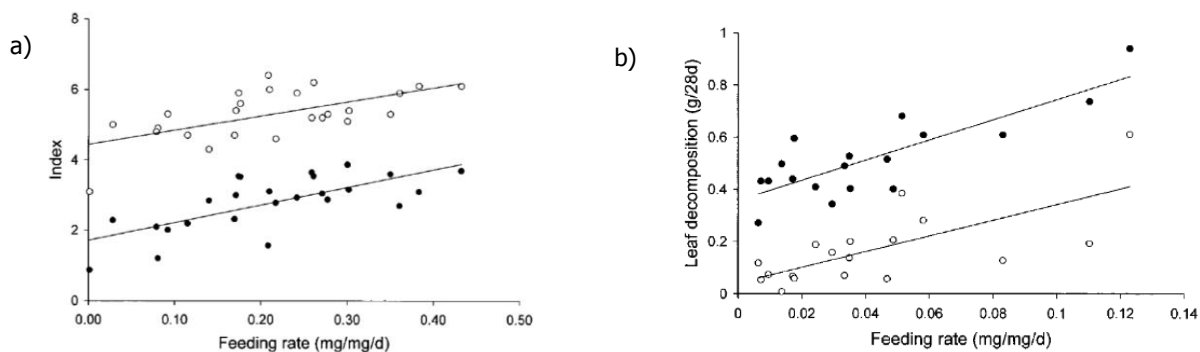 a)
8
6
4
2
0
Index
0.00 0.10 0.20 0.30 0.40 0.50
Feeding rate (mg/mg/d)
b)
1
0.8
0.6
0.4
0.2
0
Leaf decomposition (g/28d)
0 0.02 0.04 0.06 0.08 0.1 0.12 0.14
Feeding rate (mg/mg/d)